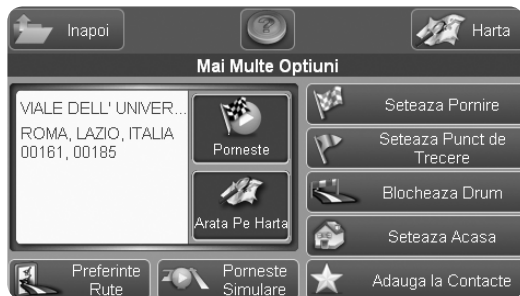 Inapoi
Harta
Mai Multe Optiuni
VIALE DELL' UNIVER...
ROMA, LAZIO, ITALIA
00161, 00185
Porneste
Arata Pe Harta
Seteaza Pornire
Seteaza Punct de
Trecere
Blocheaza Drum
Seteaza Acasa
Preferinte
Rute
Porneste
Simulare
Adauga la Contacte